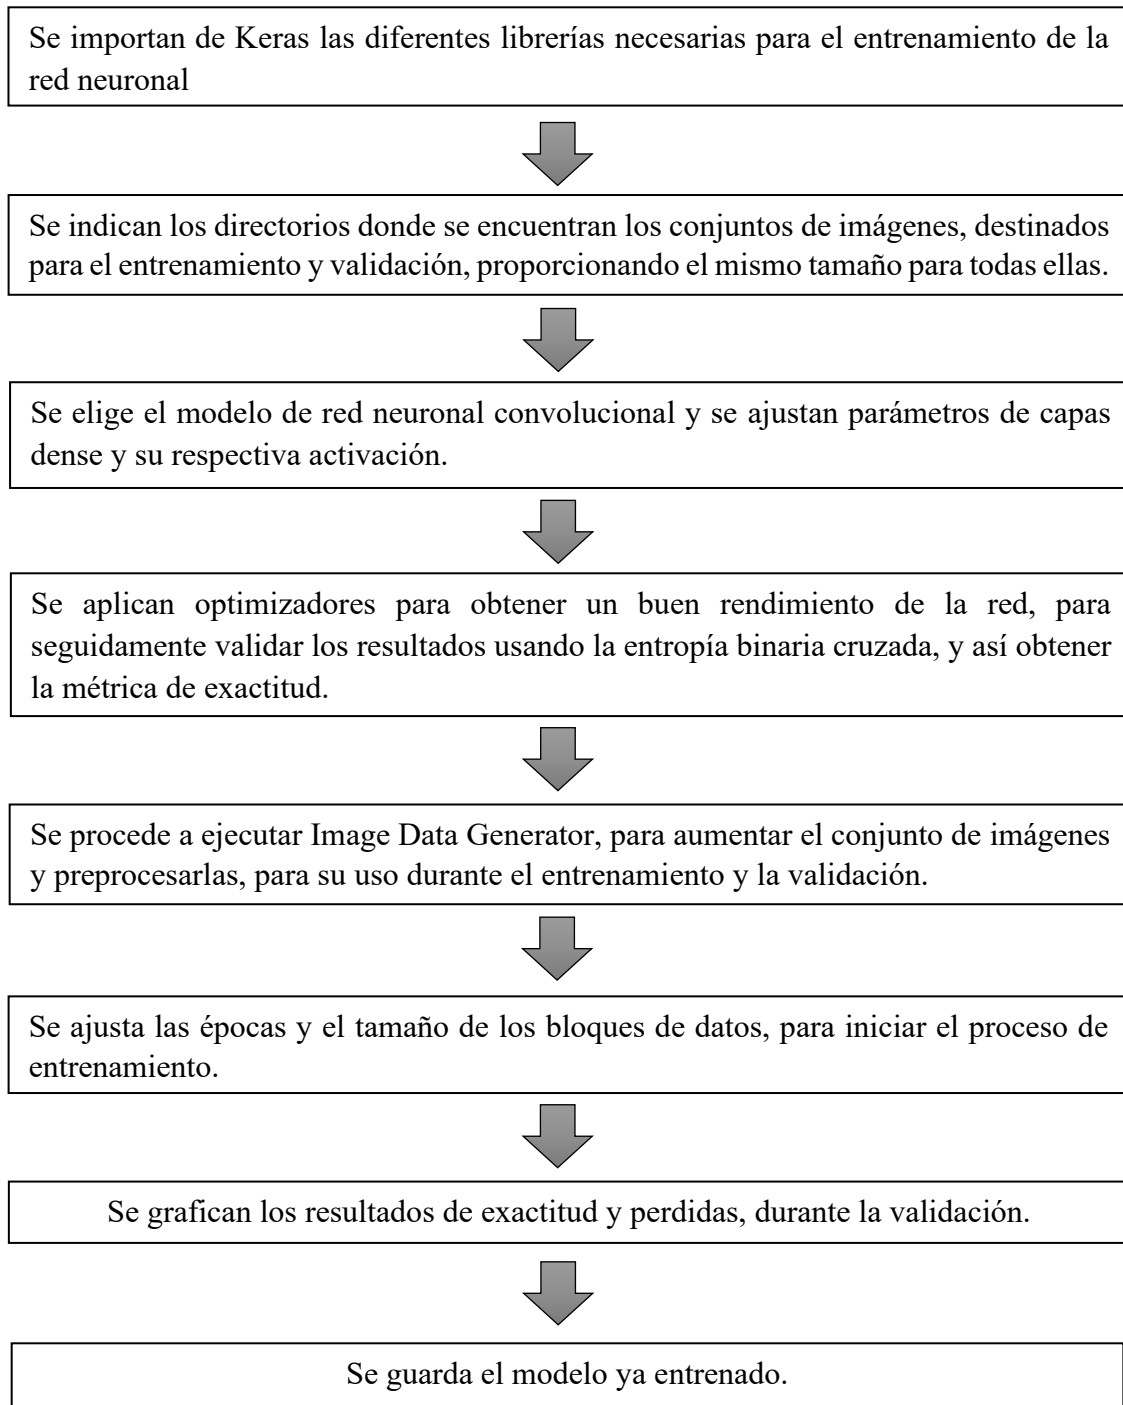 Se importan de Keras las diferentes librerías necesarias para el entrenamiento de la
red neuronal
Se indican los directorios donde se encuentran los conjuntos de imágenes, destinados
para el entrenamiento y validación, proporcionando el mismo tamaño para todas ellas.
Se elige el modelo de red neuronal convolucional y se ajustan parámetros de capas
dense y su respectiva activación.
Se aplican optimizadores para obtener un buen rendimiento de la red, para
seguidamente validar los resultados usando la entropía binaria cruzada, y así obtener
la métrica de exactitud.
Se procede a ejecutar Image Data Generator, para aumentar el conjunto de imágenes
y preprocesarlas, para su uso durante el entrenamiento y la validación.
Se ajusta las épocas y el tamaño de los bloques de datos, para iniciar el proceso de
entrenamiento.
Se grafican los resultados de exactitud y perdidas, durante la validación.
Se guarda el modelo ya entrenado.